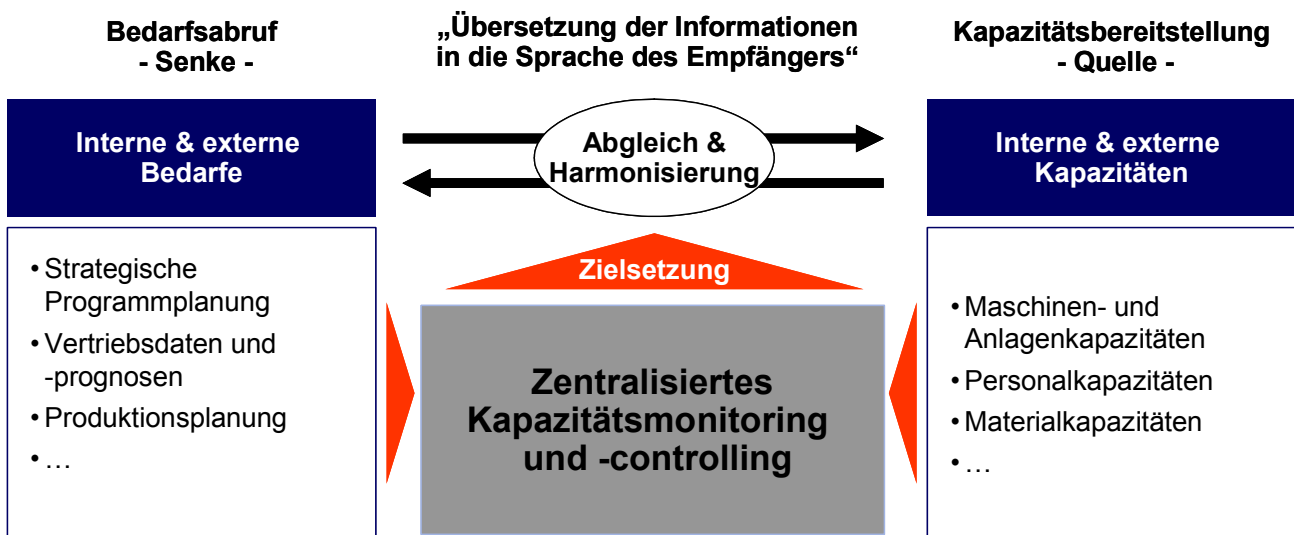 Bedarfsabruf
- Senke -
„Übersetzung der Informationen
in die Sprache des Empfängers“
Kapazitätsbereitstellung
- Quelle -
Interne & externe
Bedarfe
Abgleich &
Harmonisierung
Interne & externe
Kapazitäten
• Strategische
Programmplanung
• Vertriebsdaten und
-prognosen
• Produktionsplanung
• …
Zielsetzung
Zentralisiertes
Kapazitätsmonitoring
und -controlling
• Maschinen- und
Anlagenkapazitäten
• Personalkapazitäten
• Materialkapazitäten
• …